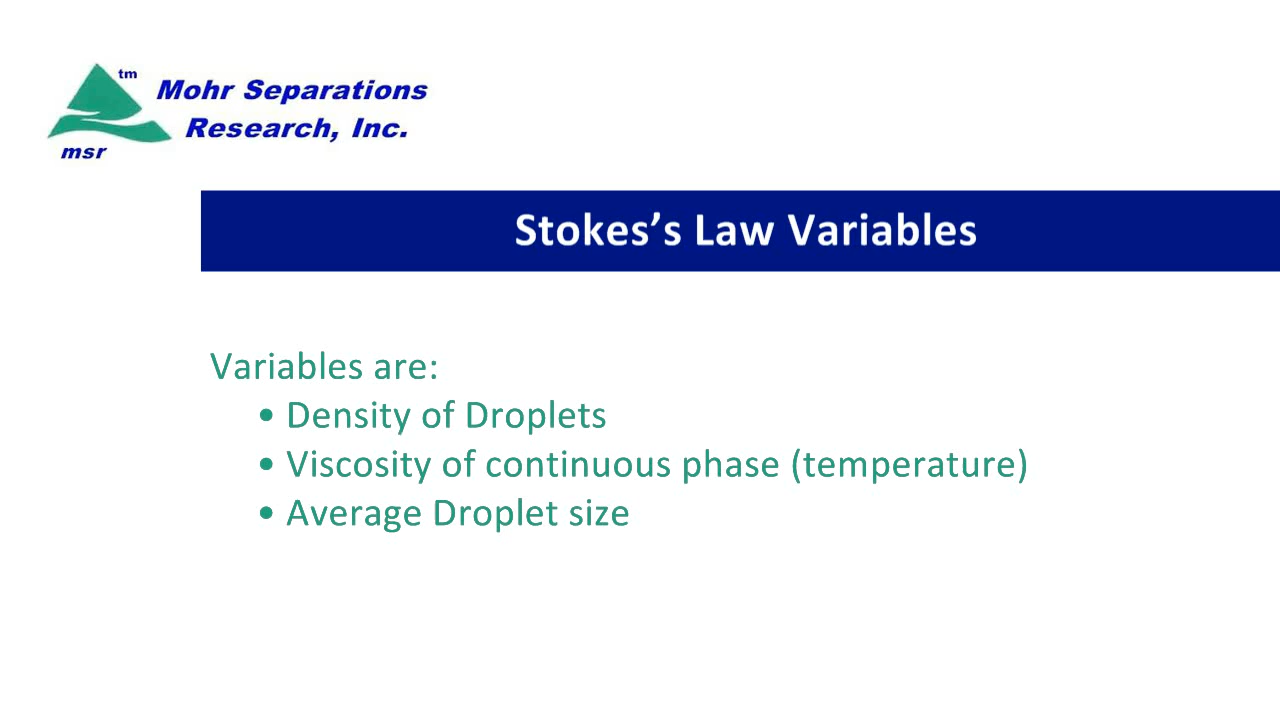 tm
Mohr Separations
Research, Inc.
msr
Stokes’s Law Variables
Variables are:
• Density of Droplets
• Viscosity of continuous phase (temperature)
• Average Droplet size